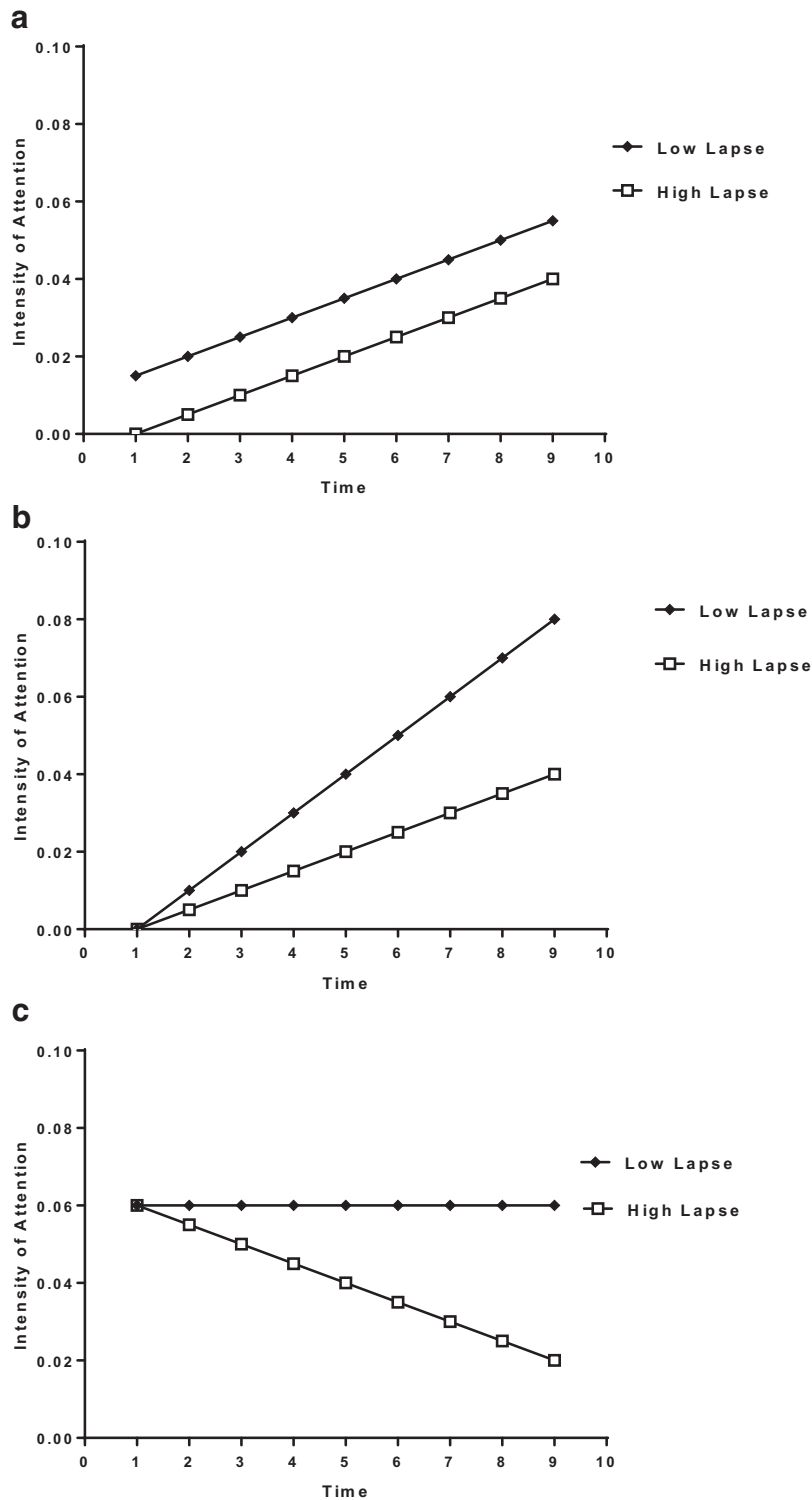 a
0.10
0.08
0.06
0.04
0.02
0.00
Intensity of Attention
0 1 2 3 4 5 6 7 8 9 10
Time
Low Lapse
High Lapse
b
0.10
0.08
0.06
0.04
0.02
0.00
Intensity of Attention
0 1 2 3 4 5 6 7 8 9 10
Time
Low Lapse
High Lapse
c
0.10
0.08
0.06
0.04
0.02
0.00
Intensity of Attention
0 1 2 3 4 5 6 7 8 9 10
Time
Low Lapse
High Lapse